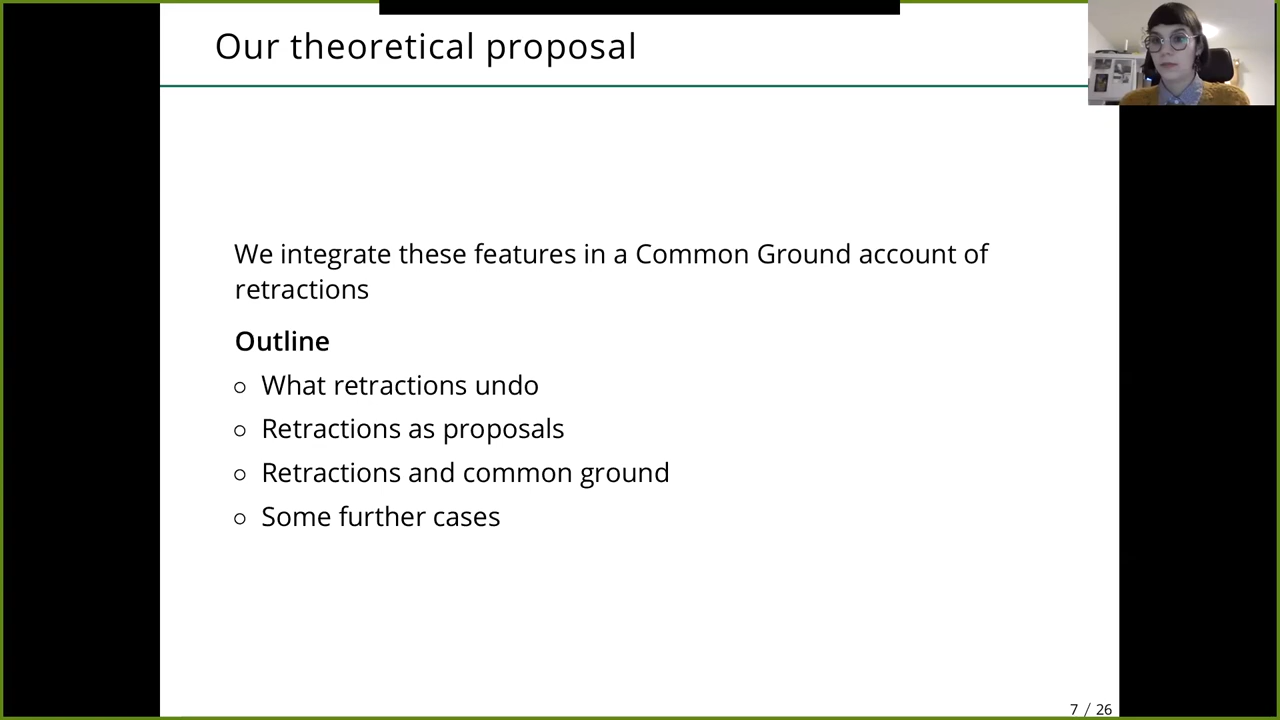 Our theoretical proposal
We integrate these features in a Common Ground account of
retractions
Outline
What retractions undo
Retractions as proposals
Retractions and common ground
Some further cases
7 / 26